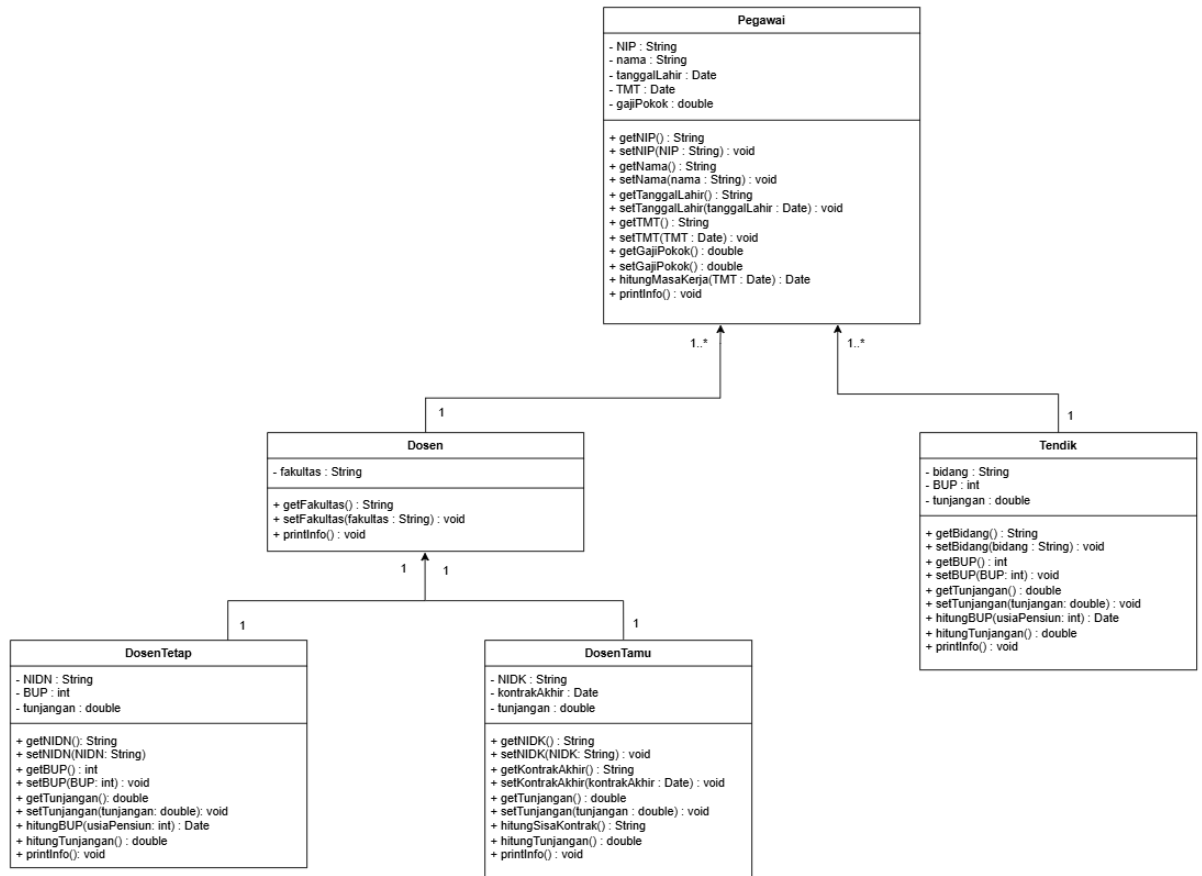 Pegawai
- NIP : String
- nama : String
- tanggalLahir : Date
- TMT : Date
- gajiPokok : double
+ getNIP() : String
+ setNIP(NIP : String) : void
+ getNama() : String
+ setNama(nama : String) : void
+ getTanggalLahir() : String
+ setTanggalLahir(tanggalLahir : Date) : void
+ getTMT() : String
+ setTMT(TMT : Date) : void
+ getGajiPokok() : double
+ setGajiPokok() : double
+ hitungMasaKerja(TMT : Date) : Date
+ printInfo() : void
1..*
1..*
1
1
Dosen
- fakultas : String
+ getFakultas() : String
+ setFakultas(fakultas : String) : void
+ printInfo() : void
Tendik
- bidang : String
- BUP : int
- tunjangan : double
+ getBidang() : String
+ setBidang(bidang : String) : void
+ getBUP() : int
+ setBUP(BUP: int) : void
+ getTunjangan() : double
+ setTunjangan(tunjangan: double) : void
+ hitungBUP(usiaPensiun: int) : Date
+ hitungTunjangan() : double
+ printInfo() : void
1
1
1
1
DosenTetap
- NIDN : String
- BUP : int
- tunjangan : double
+ getNIDN(): String
+ setNIDN(NIDN: String)
+ getBUP() : int
+ setBUP(BUP: int) : void
+ getTunjangan(): double
+ setTunjangan(tunjangan: double): void
+ hitungBUP(usiaPensiun: int) : Date
+ hitungTunjangan() : double
+ printInfo(): void
DosenTamu
- NIDK : String
- kontrakAkhir : Date
- tunjangan : double
+ getNIDK() : String
+ setNIDK(NIDK: String) : void
+ getKontrakAkhir() : String
+ setKontrakAkhir(kontrakAkhir : Date) : void
+ getTunjangan() : double
+ setTunjangan(tunjangan : double) : void
+ hitungSisaKontrak() : String
+ hitungTunjangan() : double
+ printInfo() : void